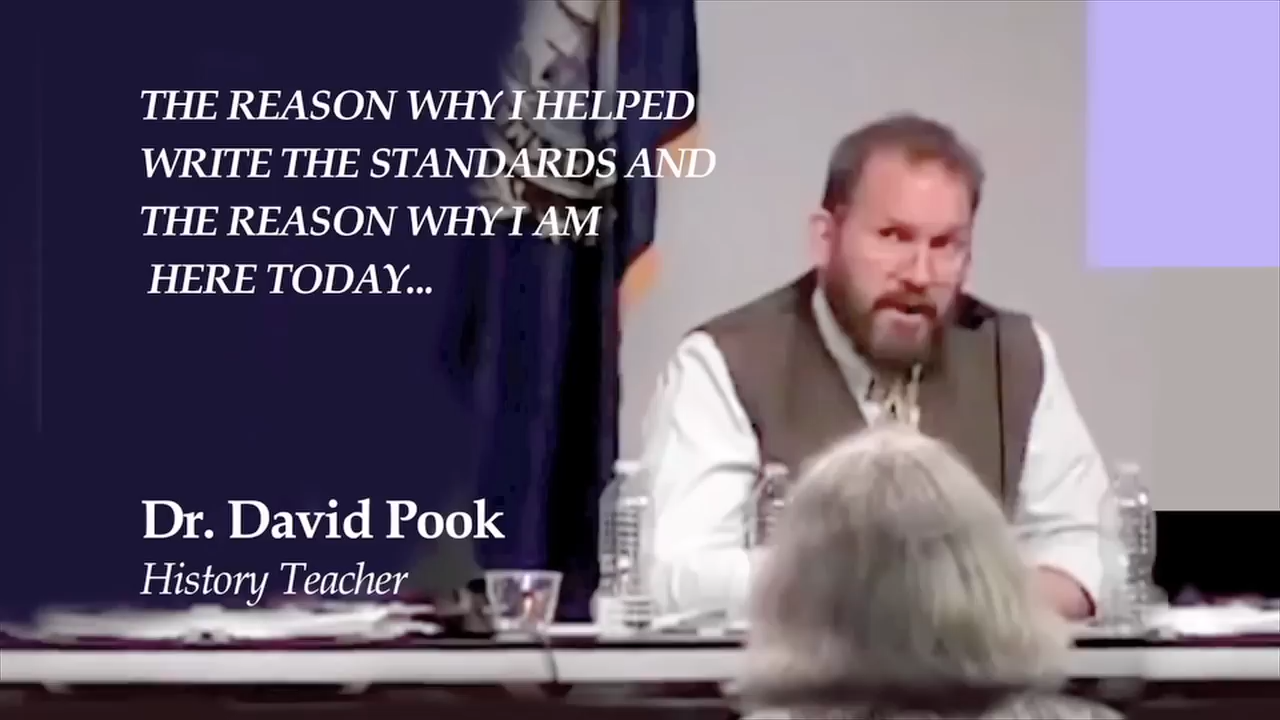 THE REASON WHY I HELPED
WRITE THE STANDARDS AND
THE REASON WHY I AM
HERE TODAY...
Dr. David Pook
History Teacher